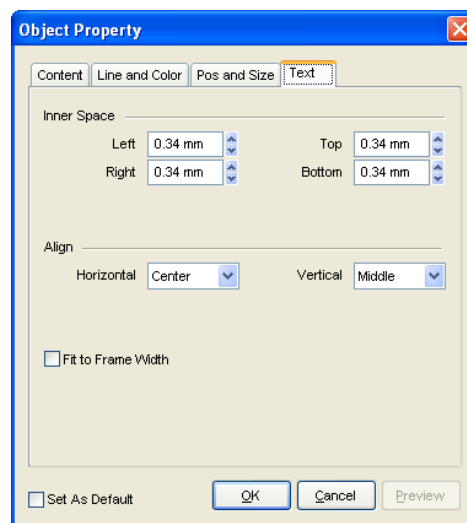 Object Property
Content Line and Color Pos and Size Text
Inner Space
Left 0.34 mm Top 0.34 mm
Right 0.34 mm Bottom 0.34 mm
Align
Horizontal Center Vertical Middle
Fit to Frame Width
Set As Default OK Cancel Preview